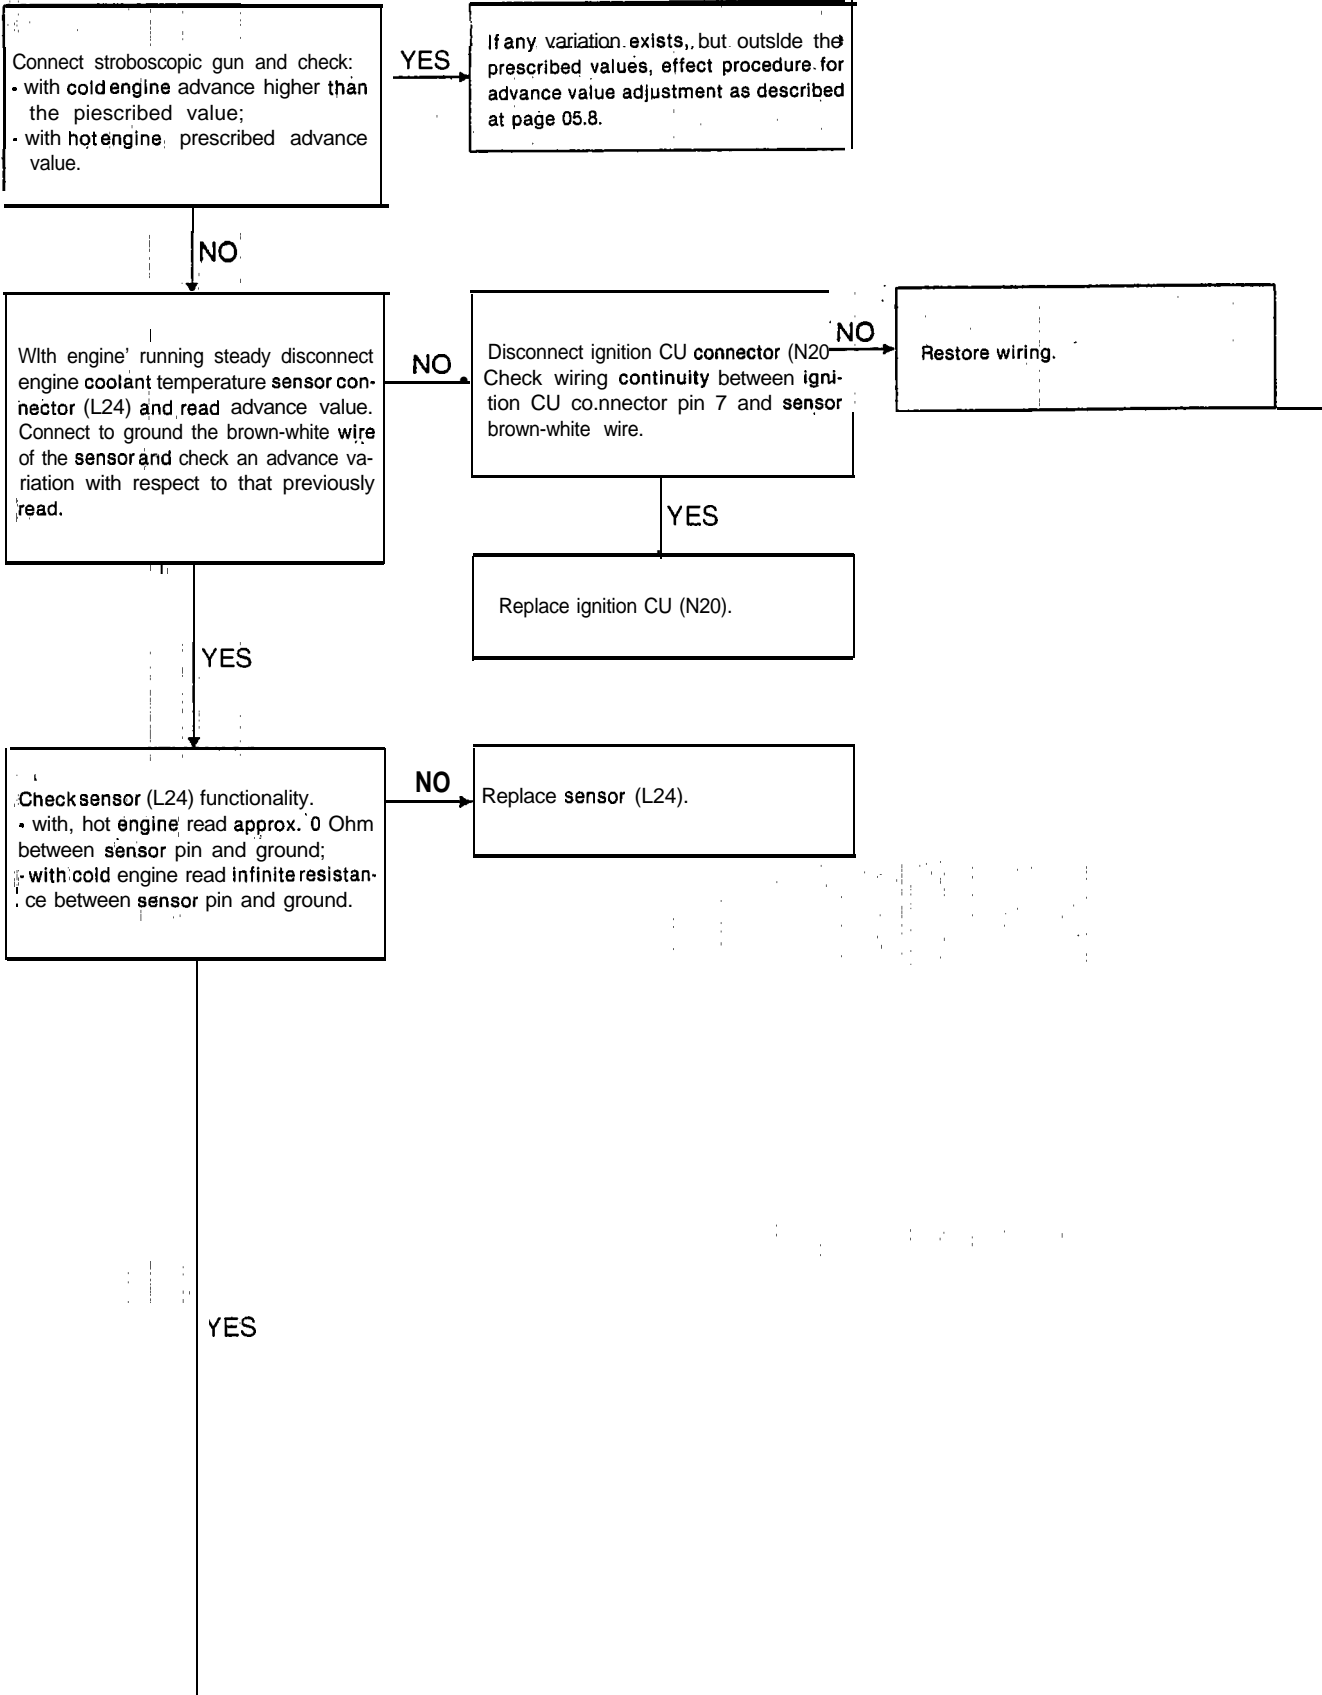 Connect stroboscopic gun and check:
- with cold engine advance higher than
the piescribed value;
- with hot engine, prescribed advance
value.
YES
If any variation exists, but outside the
prescribed values, effect procedure for
advance value adjustment as described
at page 05.8.
NO
WIth engine' running steady disconnect
engine coolant temperature sensor con-
nector (L24) and read advance value.
Connect to ground the brown-white wire
of the sensor and check an advance va-
riation with respect to that previously
read.
NO
Disconnect ignition CU connector (N20
Check wiring continuity between igni-
tion CU co.nnector pin 7 and sensor
brown-white wire.
NO
Restore wiring.
YES
Replace ignition CU (N20).
YES
Check sensor (L24) functionality.
- with, hot engine read approx. 0 Ohm
between sensor pin and ground;
- with cold engine read infinite resistan-
ce between sensor pin and ground.
NO
Replace sensor (L24).
YES